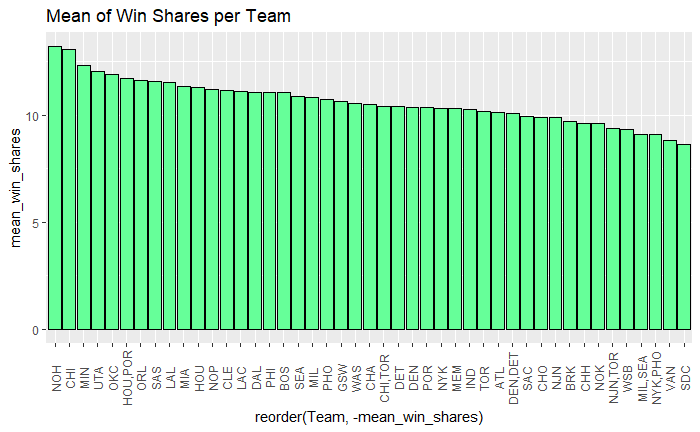 Mean of Win Shares per Team
mean_win_shares
10
5
0
NOH
CHI
MIN
UTA
OKC
HOU,POR
ORL
SAS
LAL
MIA
HOU
NOP
CLE
LAC
DAL
PHI
BOS
SEA
MIL
PHO
GSW
WAS
CHA
CHI,TOR
DET
DEN
POR
NYK
MEM
IND
TOR
ATL
DEN,DET
SAC
CHO
NJN
BRK
CHH
NOK
NJN,TOR
WSB
MIL,SEA
NYK,PHO
VAN
SDC
reorder(Team, -mean_win_shares)